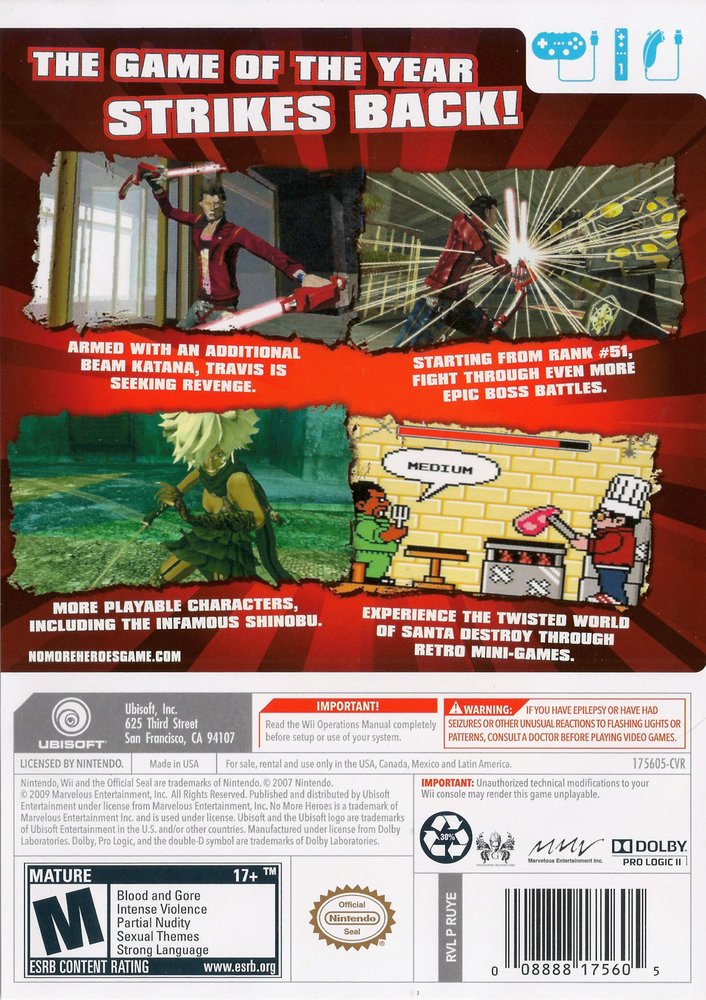 THE GAME OF THE YEAR
STRIKES BACK!
1
ARMED WITH AN ADDITIONAL
BEAM KATANA, TRAVIS IS
SEEKING REVENGE.
STARTING FROM RANK #51,
FIGHT THROUGH EVEN MORE
EPIC BOSS BATTLES.
MEDIUM
MORE PLAYABLE CHARACTERS,
INCLUDING THE INFAMOUS SHINOBU.
EXPERIENCE THE TWISTED WORLD
OF SANTA DESTROY THROUGH
RETRO MINI-GAMES.
NOMOREHEROESGAME.COM
UBISOFT
Ubisoft, Inc.
625 Third Street
San Francisco, CA 94107
IMPORTANT!
Read the Wii Operations Manual completely
before setup or use of your system.
WARNING: IF YOU HAVE EPILEPSY OR HAVE HAD
SEIZURES OR OTHER UNUSUAL REACTIONS TO FLASHING LIGHTS OR
PATTERNS, CONSULT A DOCTOR BEFORE PLAYING VIDEO GAMES.
LICENSED BY NINTENDO.
Made in USA
For sale, rental and use only in the USA, Canada, Mexico and Latin America.
175605-CVR
Nintendo, Wii and the Official Seal are trademarks of Nintendo. © 2007 Nintendo.
© 2009 Marvelous Entertainment, Inc. All Rights Reserved. Published and distributed by Ubisoft
Entertainment under license from Marvelous Entertainment, Inc. No More Heroes is a trademark of
Marvelous Entertainment Inc. and is used under license. Ubisoft and the Ubisoft logo are trademarks
of Ubisoft Entertainment in the U.S. and/or other countries. Manufactured under license from Dolby
Laboratories. Dolby, Pro Logic, and the double-D symbol are trademarks of Dolby Laboratories.
IMPORTANT: Unauthorized technical modifications to your
Wii console may render this game unplayable.
30%
Marvelous Entertainment Inc.
DOLBY
PRO LOGIC II
MATURE 17+ ™
M
Blood and Gore
Intense Violence
Partial Nudity
Sexual Themes
Strong Language
ESRB CONTENT RATING www.esrb.org
Official
Nintendo
Seal
RVL P RUYE
0 08888 17560 5